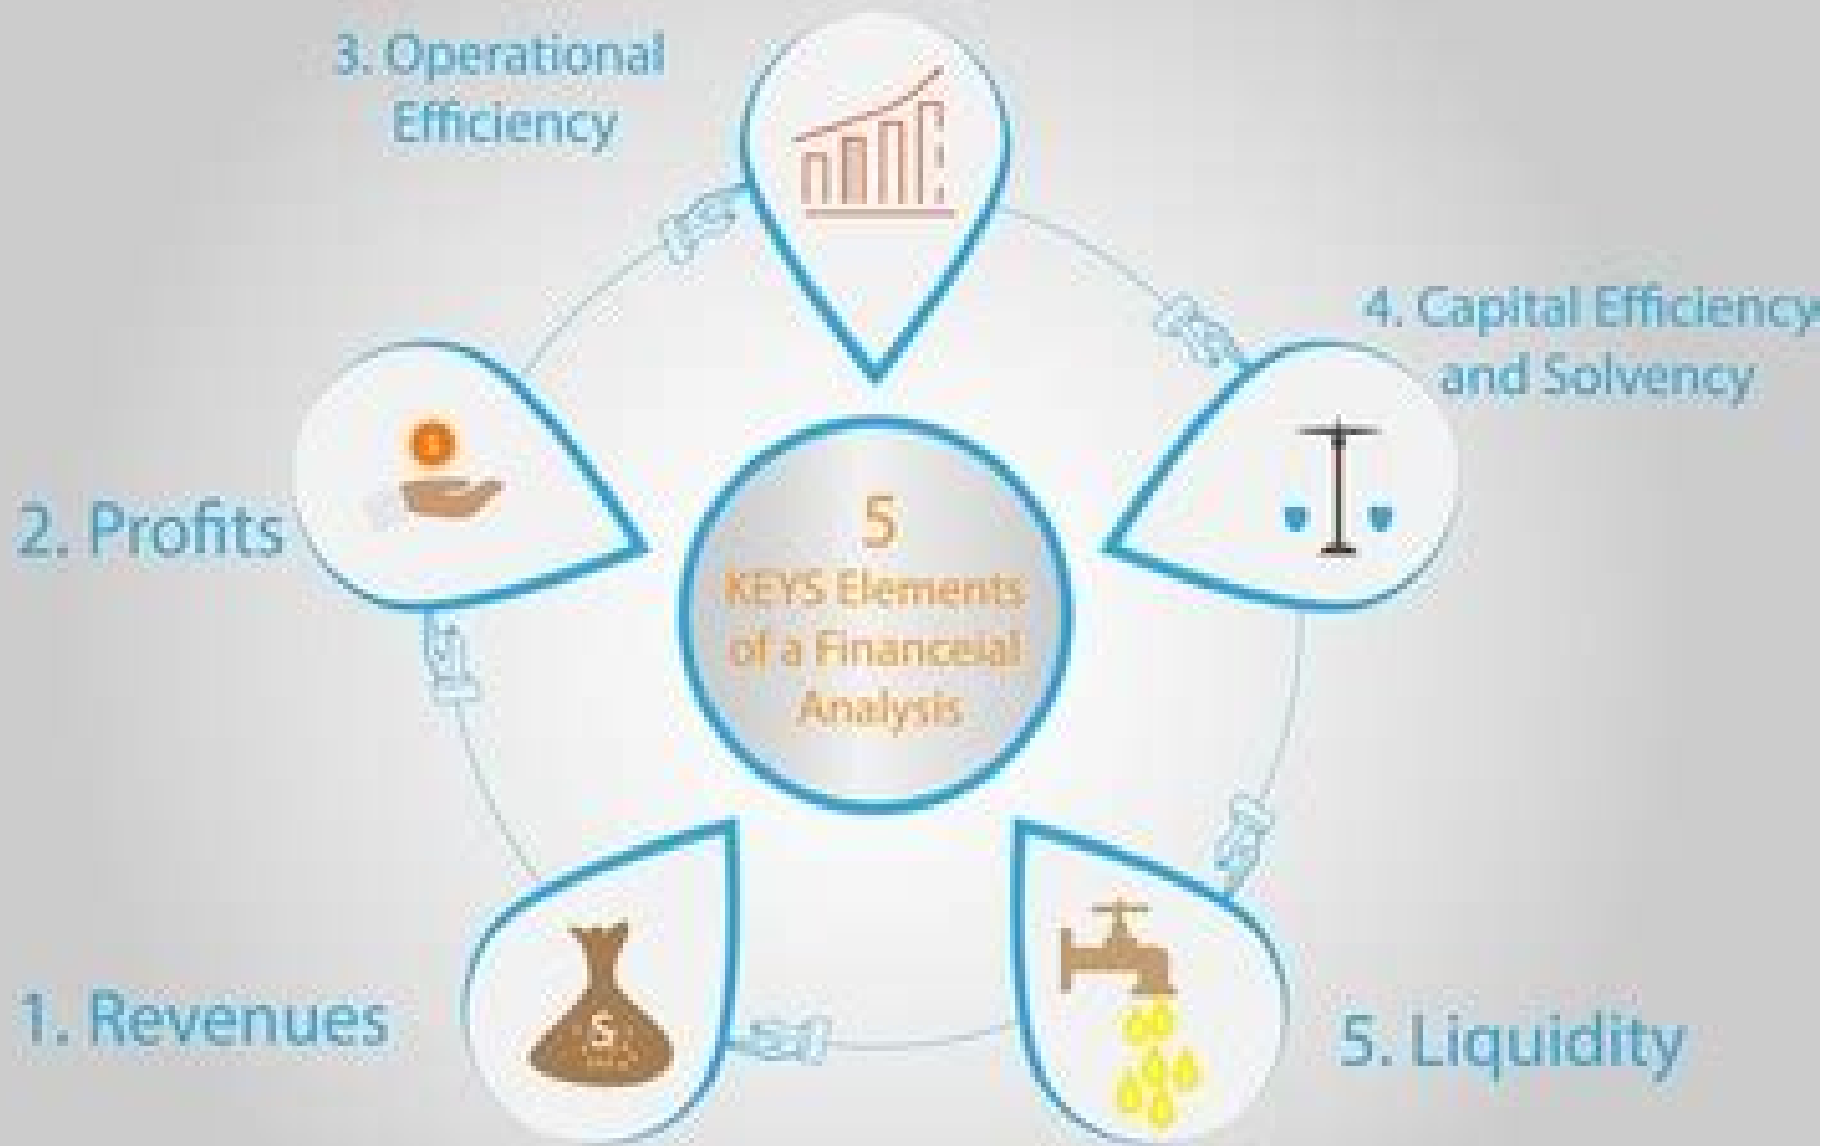 3. Operational
Efficiency
4. Capital Efficiency
and Solvency
2. Profits
5
KEYS Elements
of a Financeial
Analysis
1. Revenues
$
5. Liquidity